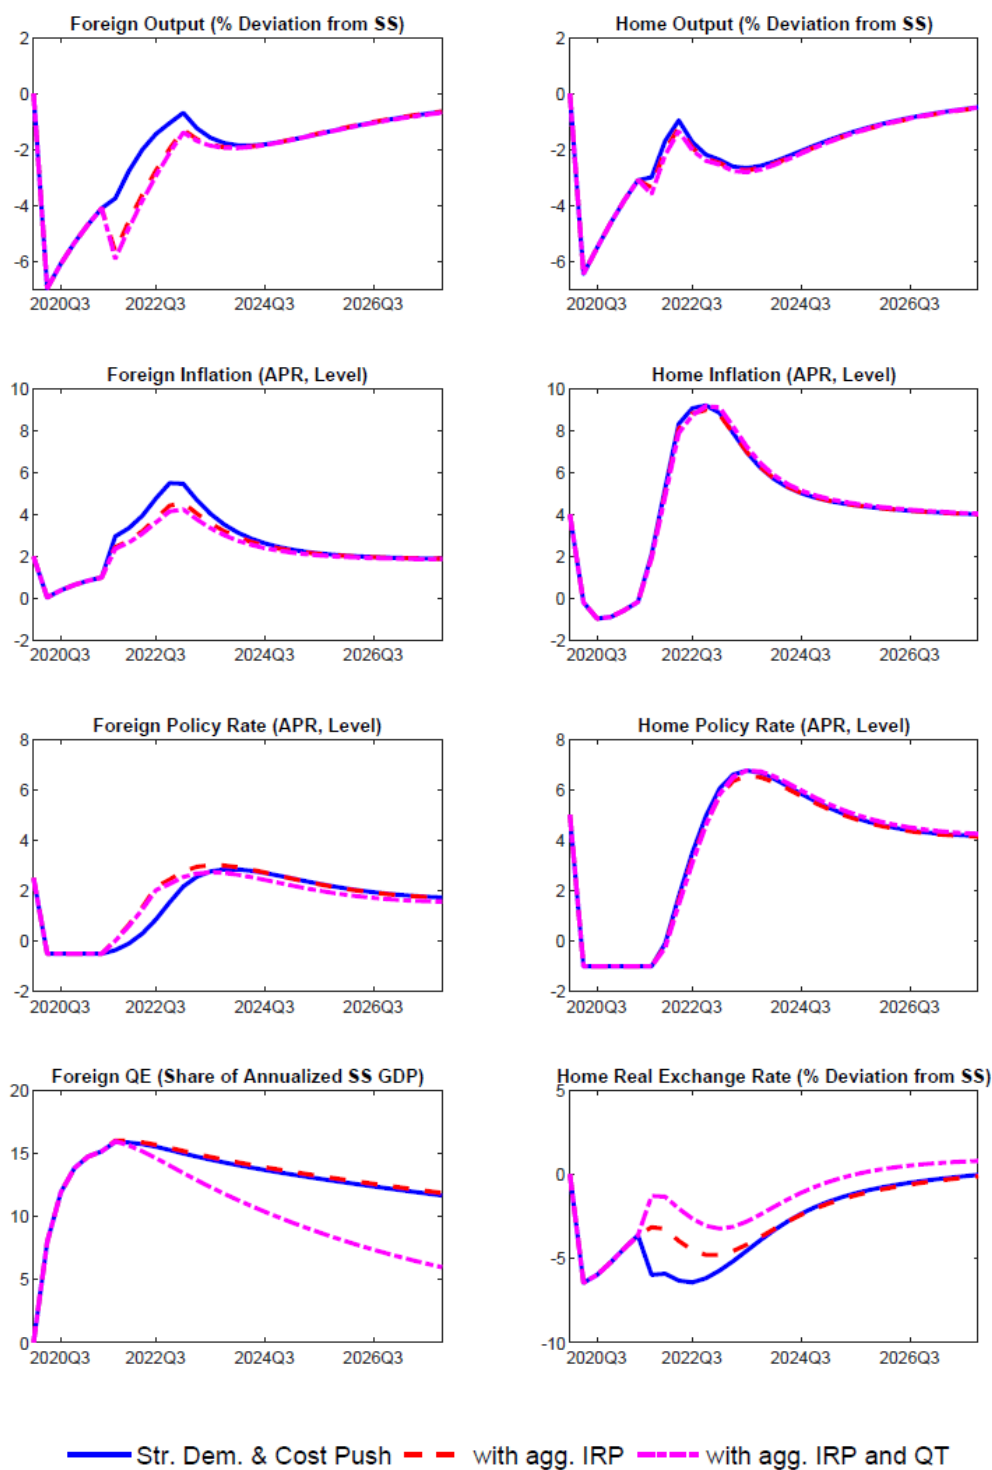 Foreign Output (% Deviation from SS)
2
0
-2
-4
-6
2020Q3 2022Q3 2024Q3 2026Q3
Home Output (% Deviation from SS)
2
0
-2
-4
-6
2020Q3 2022Q3 2024Q3 2026Q3
Foreign Inflation (APR, Level)
10
8
6
4
2
0
-2
2020Q3 2022Q3 2024Q3 2026Q3
Home Inflation (APR, Level)
10
8
6
4
2
0
-2
2020Q3 2022Q3 2024Q3 2026Q3
Foreign Policy Rate (APR, Level)
8
6
4
2
0
-2
2020Q3 2022Q3 2024Q3 2026Q3
Home Policy Rate (APR, Level)
8
6
4
2
0
-2
2020Q3 2022Q3 2024Q3 2026Q3
Foreign QE (Share of Annualized SS GDP)
20
15
10
5
0
2020Q3 2022Q3 2024Q3 2026Q3
Home Real Exchange Rate (% Deviation from SS)
5
0
-5
-10
2020Q3 2022Q3 2024Q3 2026Q3
Str. Dem. & Cost Push with agg. IRP with agg. IRP and QT